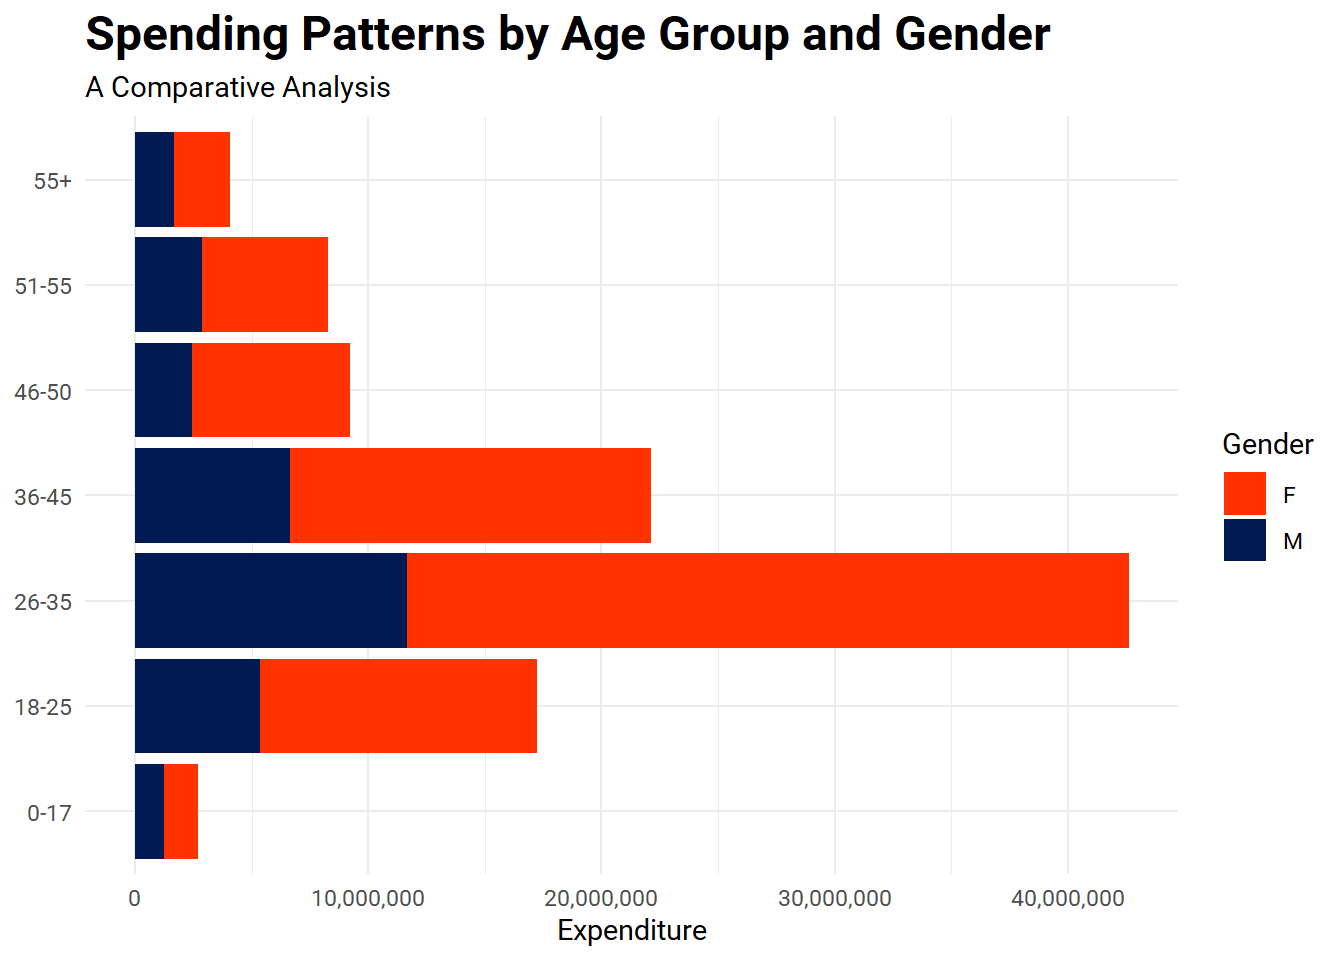 Spending Patterns by Age Group and Gender
A Comparative Analysis
55+
51-55
46-50
36-45
26-35
18-25
0-17
0 10,000,000 20,000,000 30,000,000 40,000,000
Expenditure
Gender
F
M